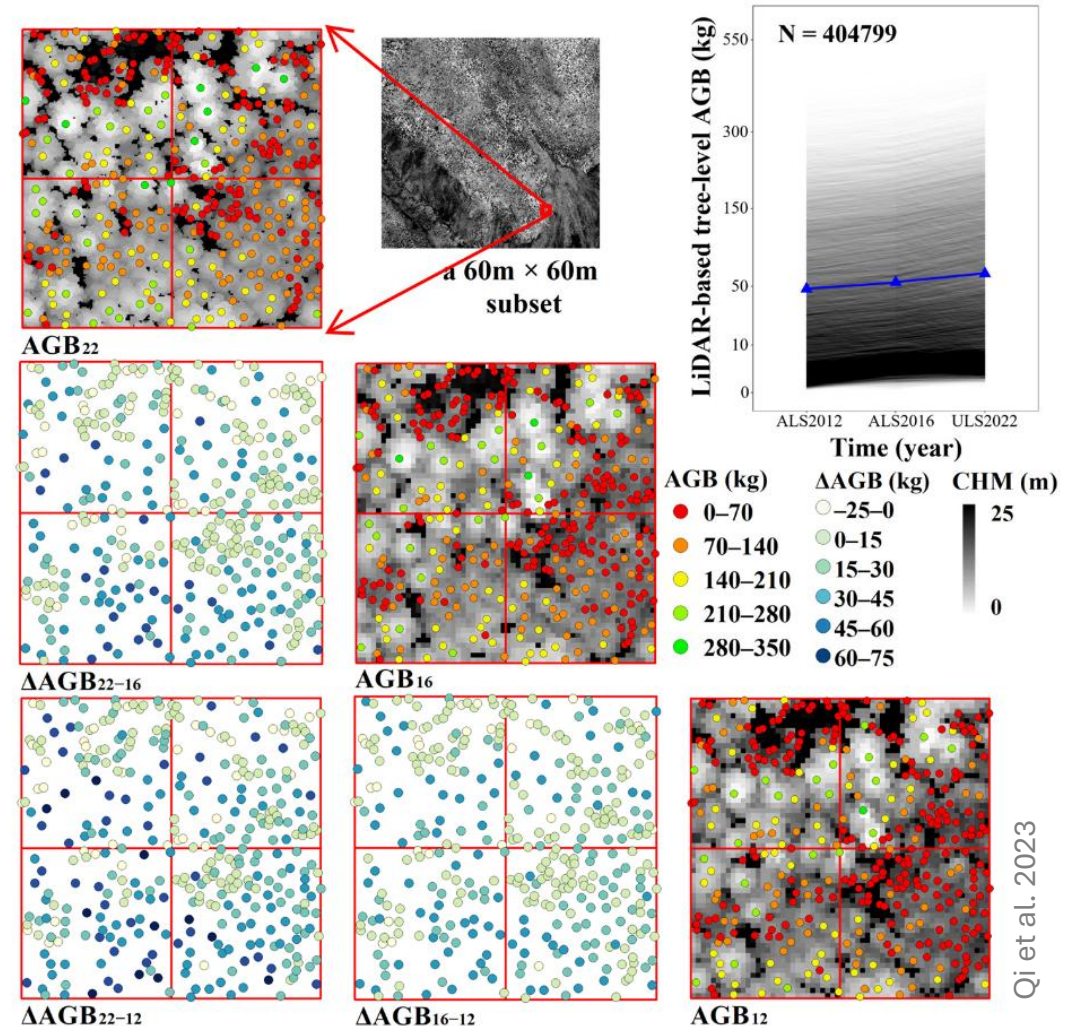 N = 404799
LiDAR-based tree-level AGB (kg)
550
300
150
50
10
0
ALS2012 ALS2016 ULS2022
Time (year)
a 60m × 60m
subset
AGB22
AGB (kg)
0–70
70–140
140–210
210–280
280–350
ΔAGB (kg)
–25–0
0–15
15–30
30–45
45–60
60–75
CHM (m)
25
0
ΔAGB22–16
AGB16
ΔAGB22–12
ΔAGB16–12
AGB12
Qi et al. 2023